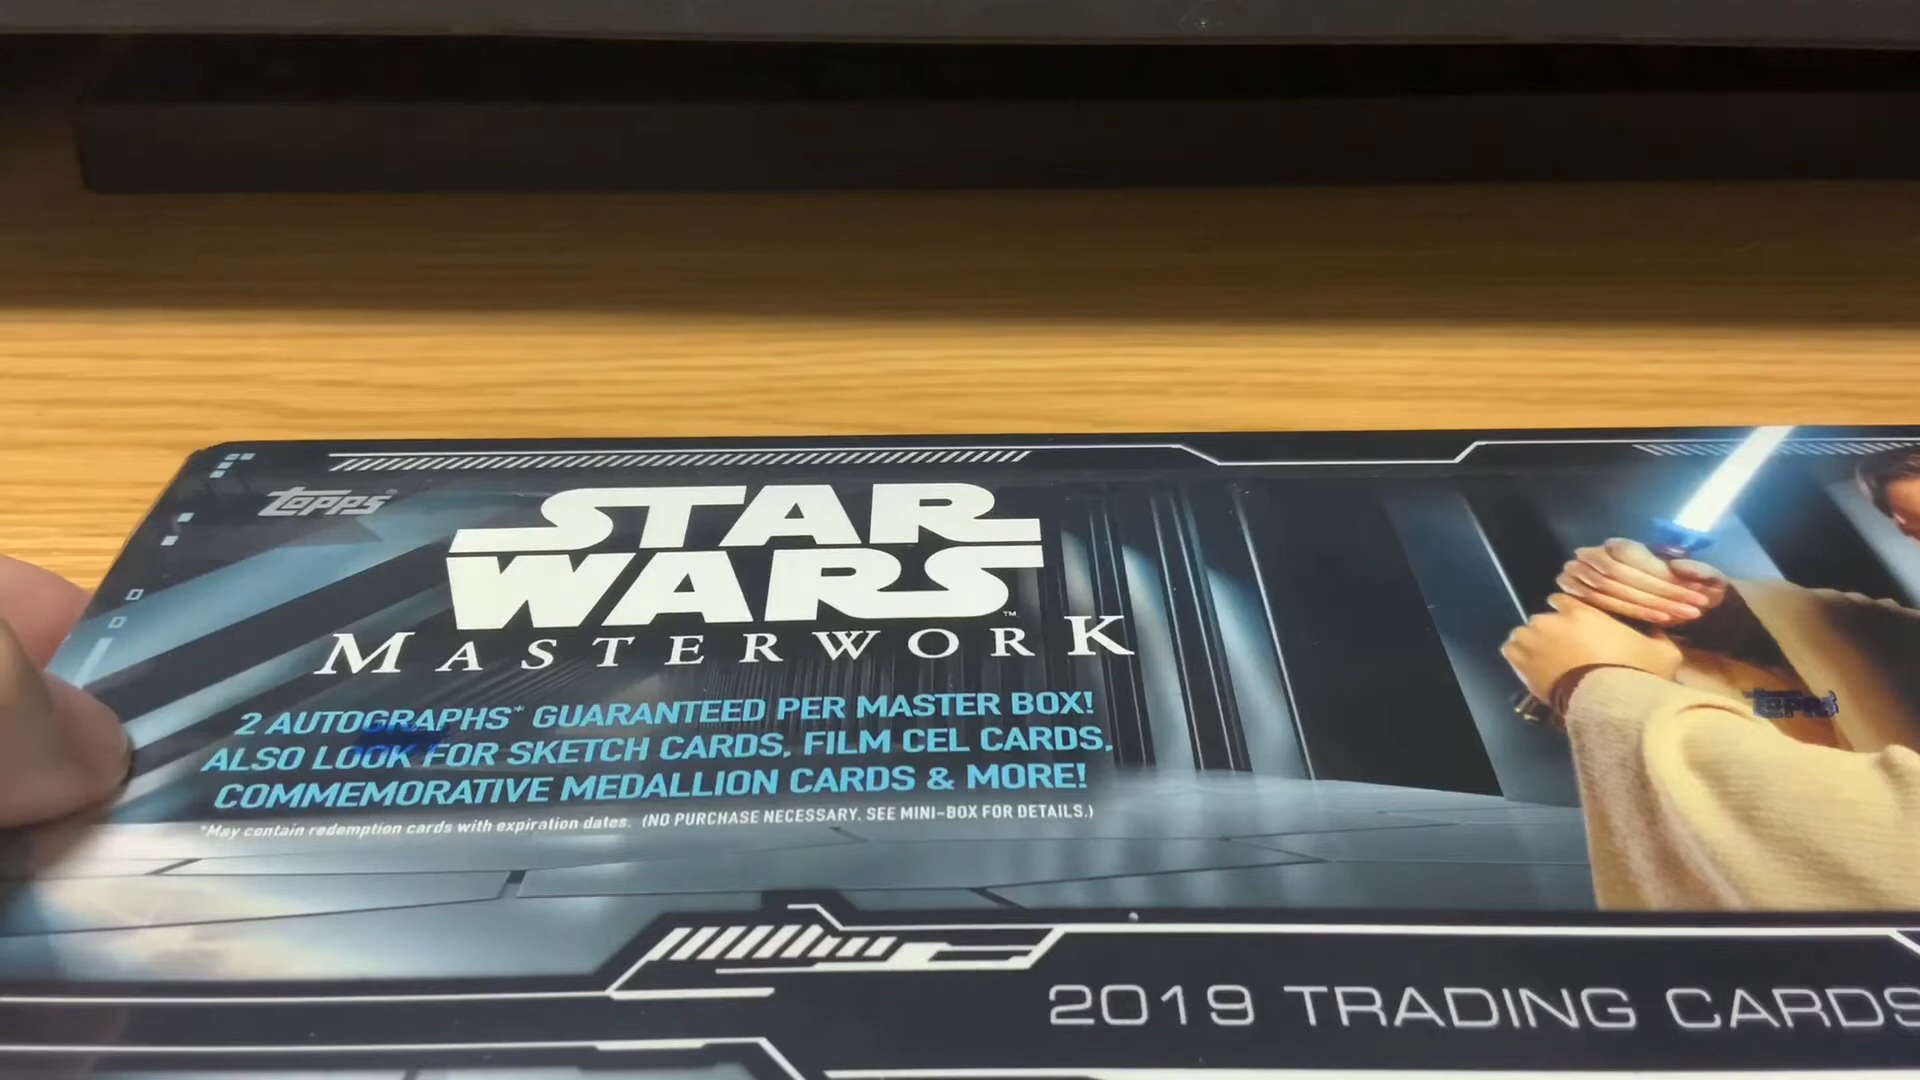 Topps
STAR
WARS™
MASTERWORK
2 AUTOGRAPHS* GUARANTEED PER MASTER BOX!
ALSO LOOK FOR SKETCH CARDS, FILM CEL CARDS,
COMMEMORATIVE MEDALLION CARDS & MORE!
*May contain redemption cards with expiration dates. (NO PURCHASE NECESSARY. SEE MINI-BOX FOR DETAILS.)
Topps
2019 TRADING CARDS